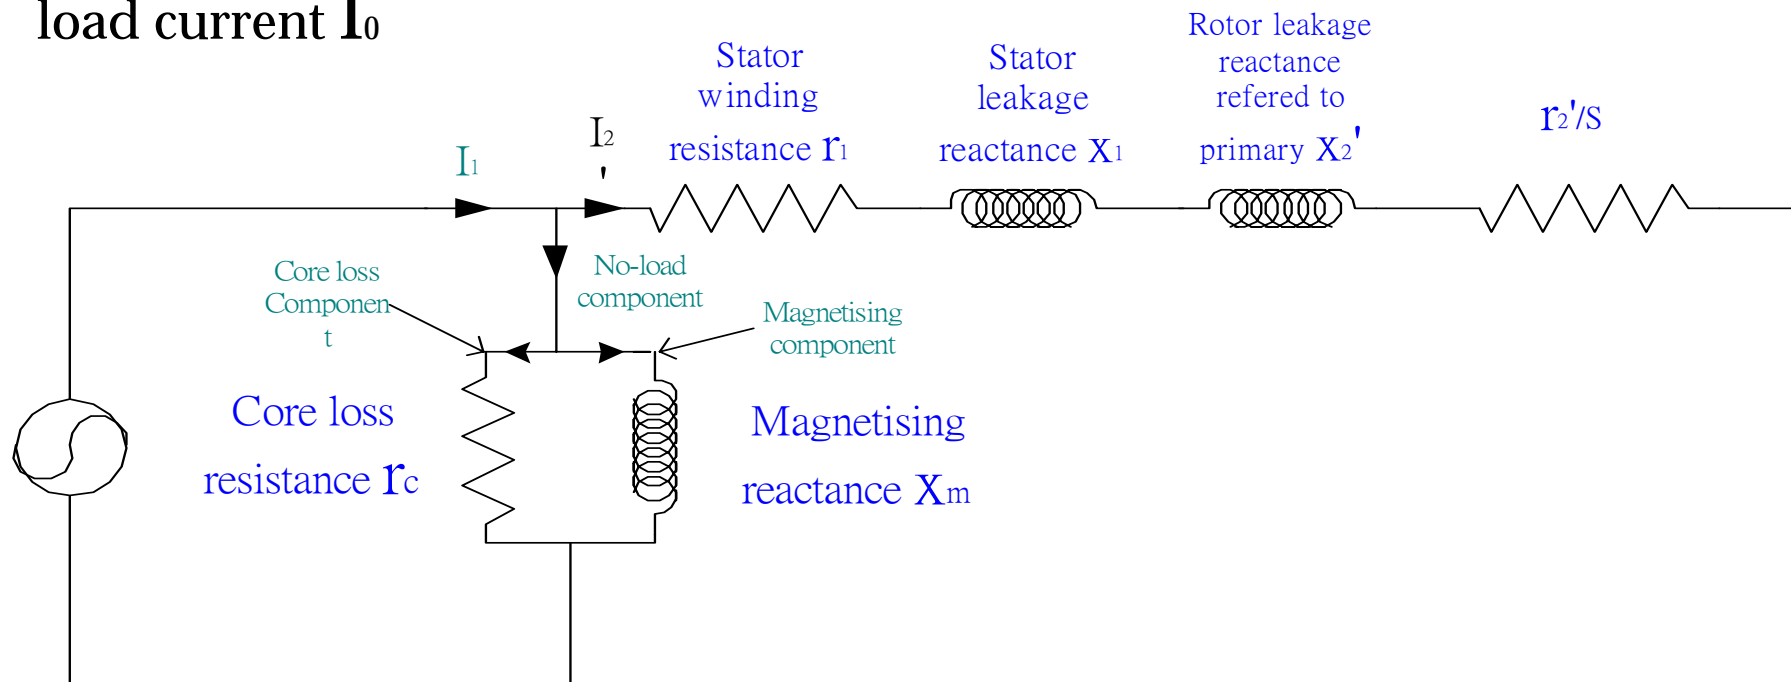 load current I0
Stator
winding
resistance r1
Stator
leakage
reactance x1
Rotor leakage
reactance
refered to
primary x2'
r2'/S
I1
I2
'
Core loss
Componen
t
No-load
component
Magnetising
component
Core loss
resistance rc
Magnetising
reactance xm